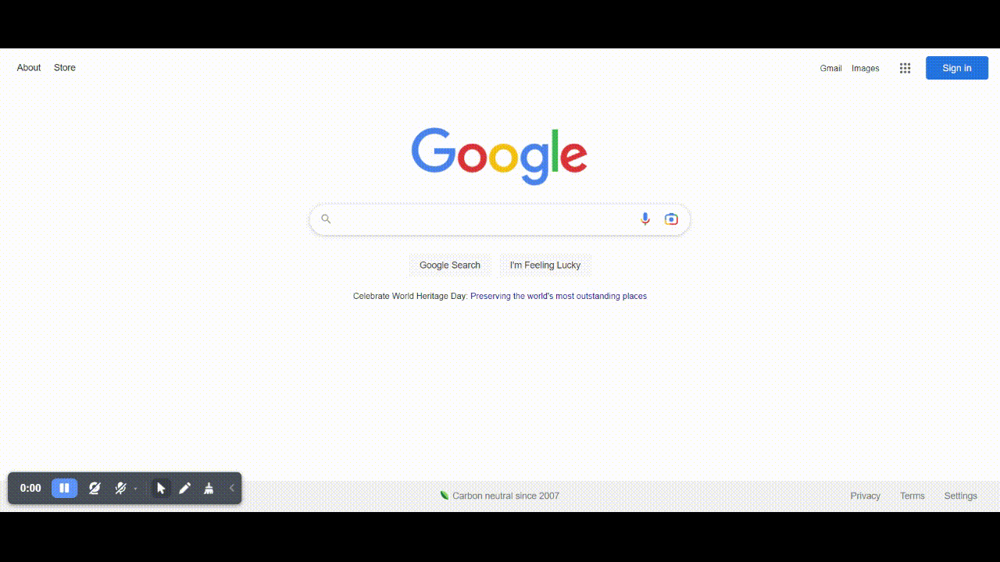 About Store
Gmail Images Sign in
Google
Google Search I'm Feeling Lucky
Celebrate World Heritage Day: Preserving the world's most outstanding places
0:00
Carbon neutral since 2007
Privacy Terms Settings